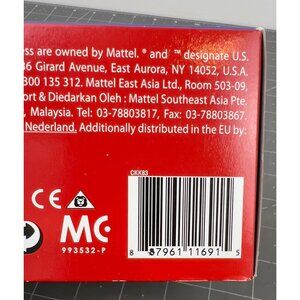 ess are owned by Mattel. ® and ™ designate U.S.
36 Girard Avenue, East Aurora, NY 14052, U.S.A.
300 135 312. Mattel East Asia Ltd., Room 503-09,
ort & Diedarkan Oleh : Mattel Southeast Asia Pte.
, Malaysia. Tel: 03-78803817, Fax: 03-78803867.
Nederland. Additionally distributed in the EU by:
CKK83
CE
MC
993532-P
8 87961 11691 5